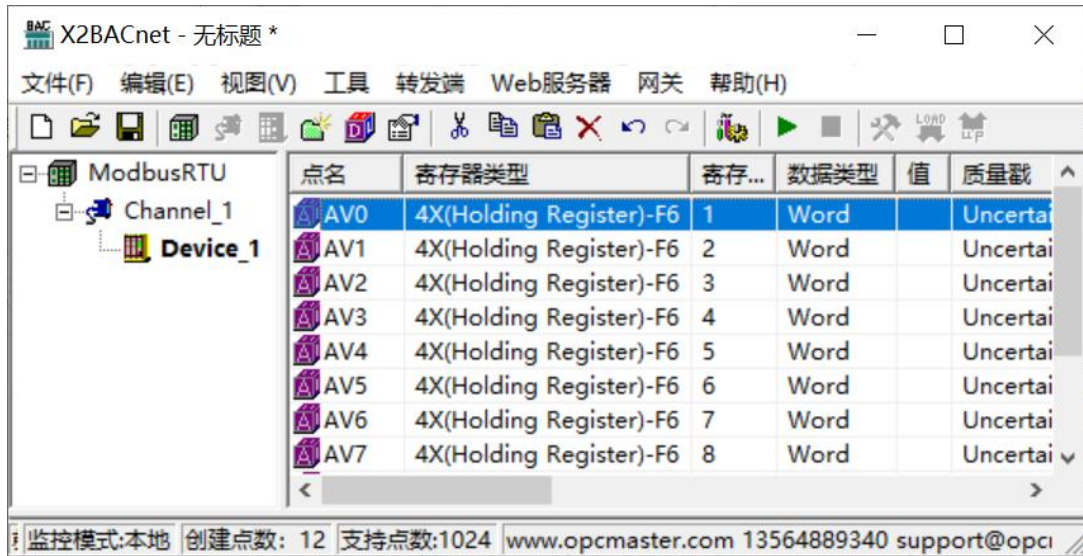 BAC X2BACnet - 无标题 *
文件(F) 编辑(E) 视图(V) 工具 转发端 Web服务器 网关 帮助(H)
LOAD UP
ModbusRTU
Channel_1
Device_1
点名 寄存器类型 寄存... 数据类型 值 质量戳
AV0 4X(Holding Register)-F6 1 Word Uncertai
AV1 4X(Holding Register)-F6 2 Word Uncertai
AV2 4X(Holding Register)-F6 3 Word Uncertai
AV3 4X(Holding Register)-F6 4 Word Uncertai
AV4 4X(Holding Register)-F6 5 Word Uncertai
AV5 4X(Holding Register)-F6 6 Word Uncertai
AV6 4X(Holding Register)-F6 7 Word Uncertai
AV7 4X(Holding Register)-F6 8 Word Uncertai
监控模式:本地 创建点数: 12 支持点数:1024 www.opcmaster.com 13564889340 support@opc